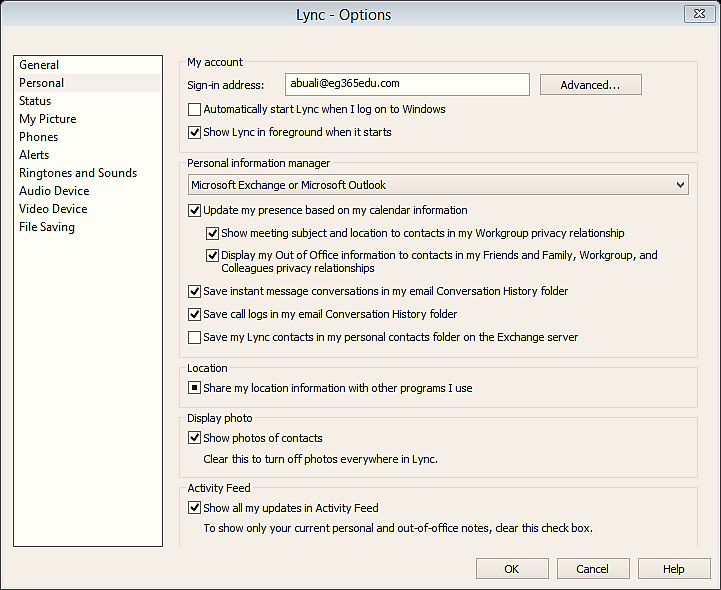 Lync - Options
General
Personal
Status
My Picture
Phones
Alerts
Ringtones and Sounds
Audio Device
Video Device
File Saving
My account
Sign-in address:
abuali@eg365edu.com
Advanced...
Automatically start Lync when I log on to Windows
Show Lync in foreground when it starts
Personal information manager
Microsoft Exchange or Microsoft Outlook
Update my presence based on my calendar information
Show meeting subject and location to contacts in my Workgroup privacy relationship
Display my Out of Office information to contacts in my Friends and Family, Workgroup, and
Colleagues privacy relationships
Save instant message conversations in my email Conversation History folder
Save call logs in my email Conversation History folder
Save my Lync contacts in my personal contacts folder on the Exchange server
Location
Share my location information with other programs I use
Display photo
Show photos of contacts
Clear this to turn off photos everywhere in Lync.
Activity Feed
Show all my updates in Activity Feed
To show only your current personal and out-of-office notes, clear this check box.
OK
Cancel
Help